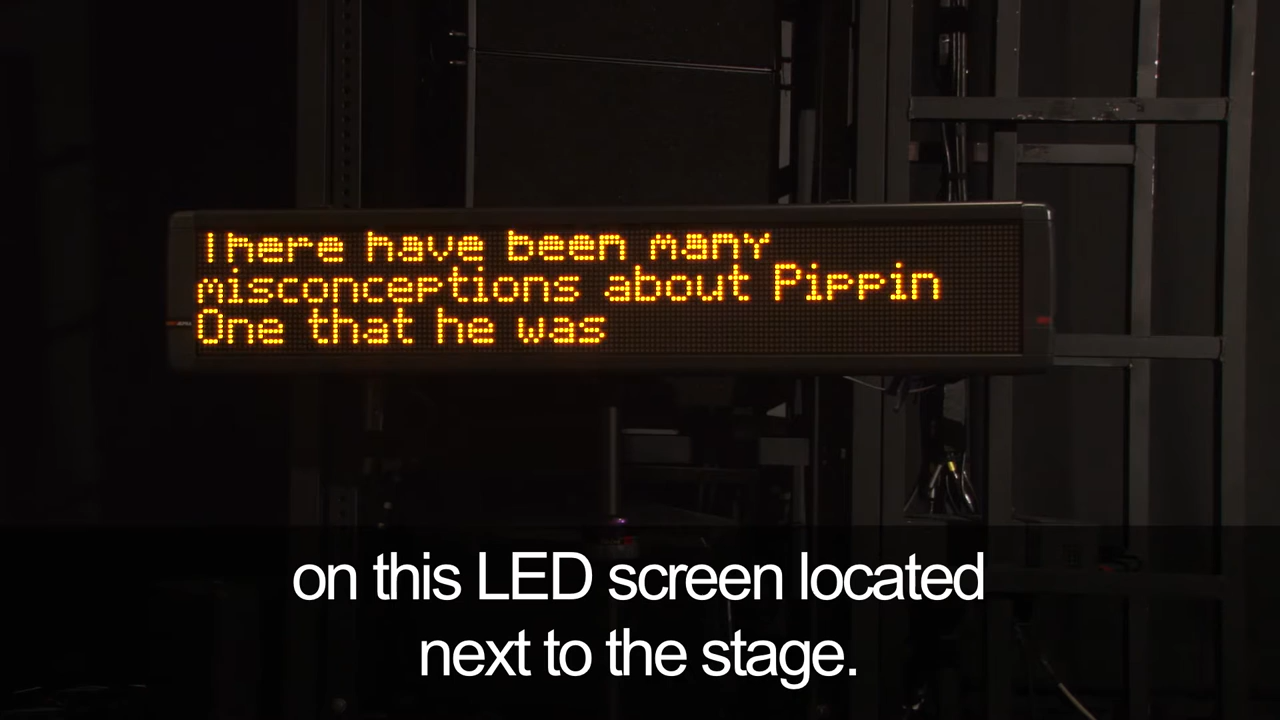 There have been many
misconceptions about Pippin
One that he was
on this LED screen located
next to the stage.